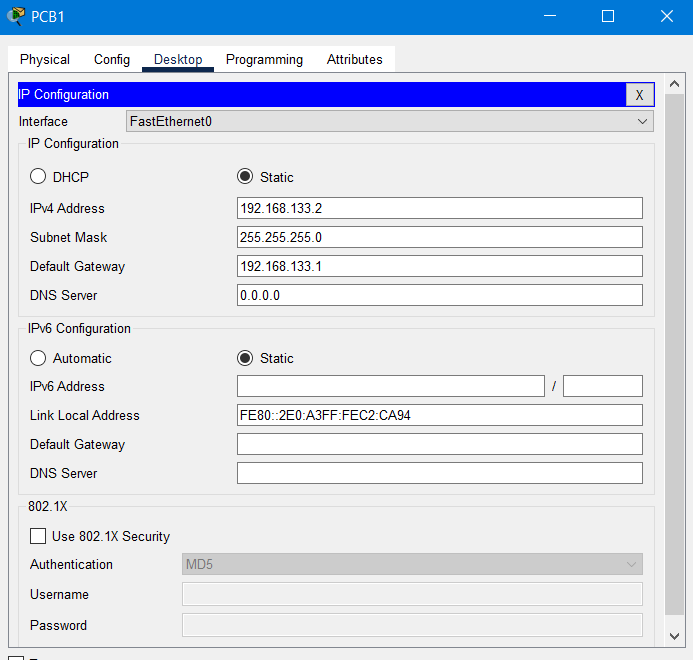 PCB1
Physical Config Desktop Programming Attributes
IP Configuration X
Interface FastEthernet0
IP Configuration
DHCP Static
IPv4 Address 192.168.133.2
Subnet Mask 255.255.255.0
Default Gateway 192.168.133.1
DNS Server 0.0.0.0
IPv6 Configuration
Automatic Static
IPv6 Address /
Link Local Address FE80::2E0:A3FF:FEC2:CA94
Default Gateway
DNS Server
802.1X
Use 802.1X Security
Authentication MD5
Username
Password